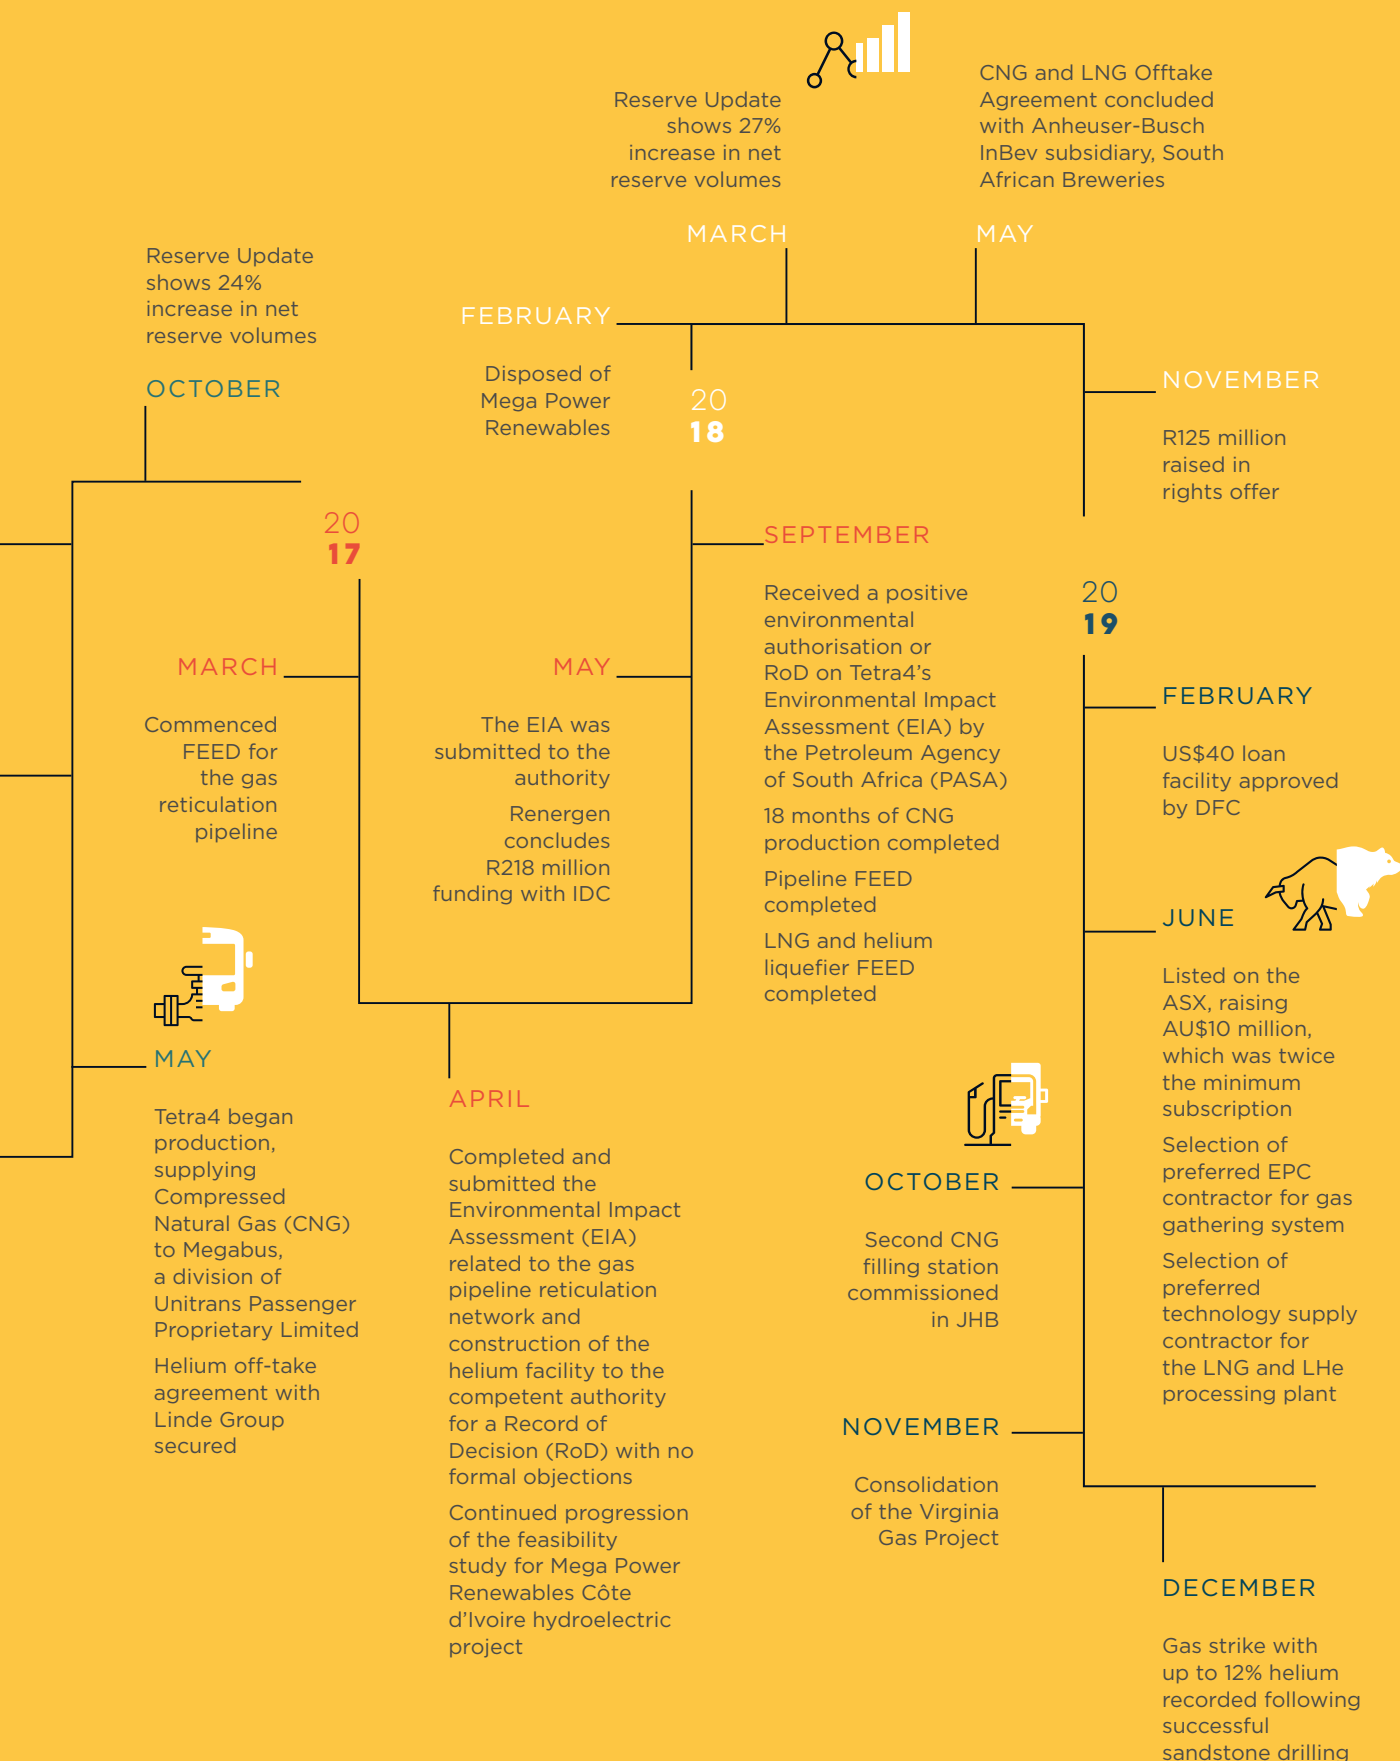 MAY
Tetra4 began
production,
supplying
Compressed
Natural Gas (CNG)
to Megabus,
a division of
Unitrans Passenger
Proprietary Limited
Helium off-take
agreement with
Linde Group
secured
Reserve Update
shows 24%
increase in net
reserve volumes
OCTOBER
20
17
MARCH
Commenced
FEED for
the gas
reticulation
pipeline
APRIL
Completed and
submitted the
Environmental Impact
Assessment (EIA)
related to the gas
pipeline reticulation
network and
construction of the
helium facility to the
competent authority
for a Record of
Decision (RoD) with no
formal objections
Continued progression
of the feasibility
study for Mega Power
Renewables Côte
d’Ivoire hydroelectric
project
MAY
The EIA was
submitted to the
authority
Renergen
concludes
R218 million
funding with IDC
SEPTEMBER
Received a positive
environmental
authorisation or
RoD on Tetra4’s
Environmental Impact
Assessment (EIA) by
the Petroleum Agency
of South Africa (PASA)
18 months of CNG
production completed
Pipeline FEED
completed
LNG and helium
liquefier FEED
completed
20
18
FEBRUARY
Disposed of
Mega Power
Renewables
Reserve Update
shows 27%
increase in net
reserve volumes
MARCH
CNG and LNG Offtake
Agreement concluded
with Anheuser-Busch
InBev subsidiary, South
African Breweries
MAY
NOVEMBER
R125 million
raised in
rights offer
20
19
FEBRUARY
US$40 loan
facility approved
by DFC
JUNE
Listed on the
ASX, raising
AU$10 million,
which was twice
the minimum
subscription
Selection of
preferred EPC
contractor for gas
gathering system
Selection of
preferred
technology supply
contractor for
the LNG and LHe
processing plant
OCTOBER
Second CNG
filling station
commissioned
in JHB
NOVEMBER
Consolidation
of the Virginia
Gas Project
DECEMBER
Gas strike with
up to 12% helium
recorded following
successful
sandstone drilling